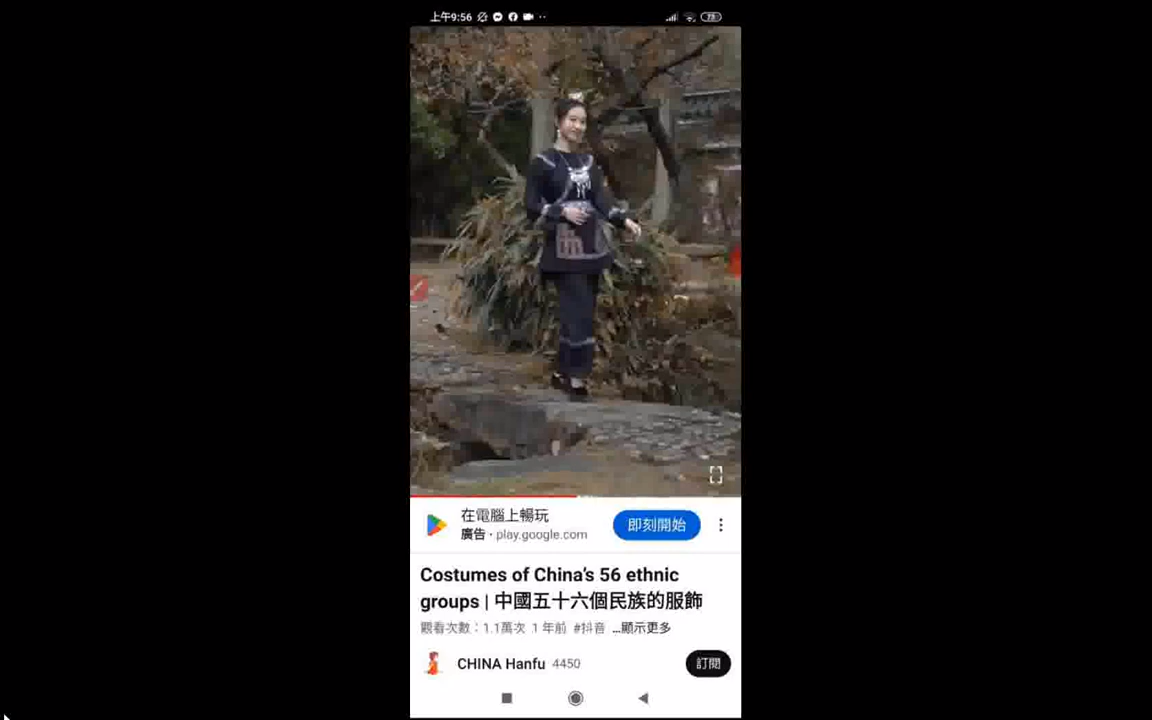 上午9:56
73
在電腦上暢玩
廣告 · play.google.com
即刻開始
Costumes of China's 56 ethnic
groups | 中國五十六個民族的服飾
觀看次數：1.1萬次 1 年前 #抖音 ...顯示更多
CHINA Hanfu 4450
訂閱